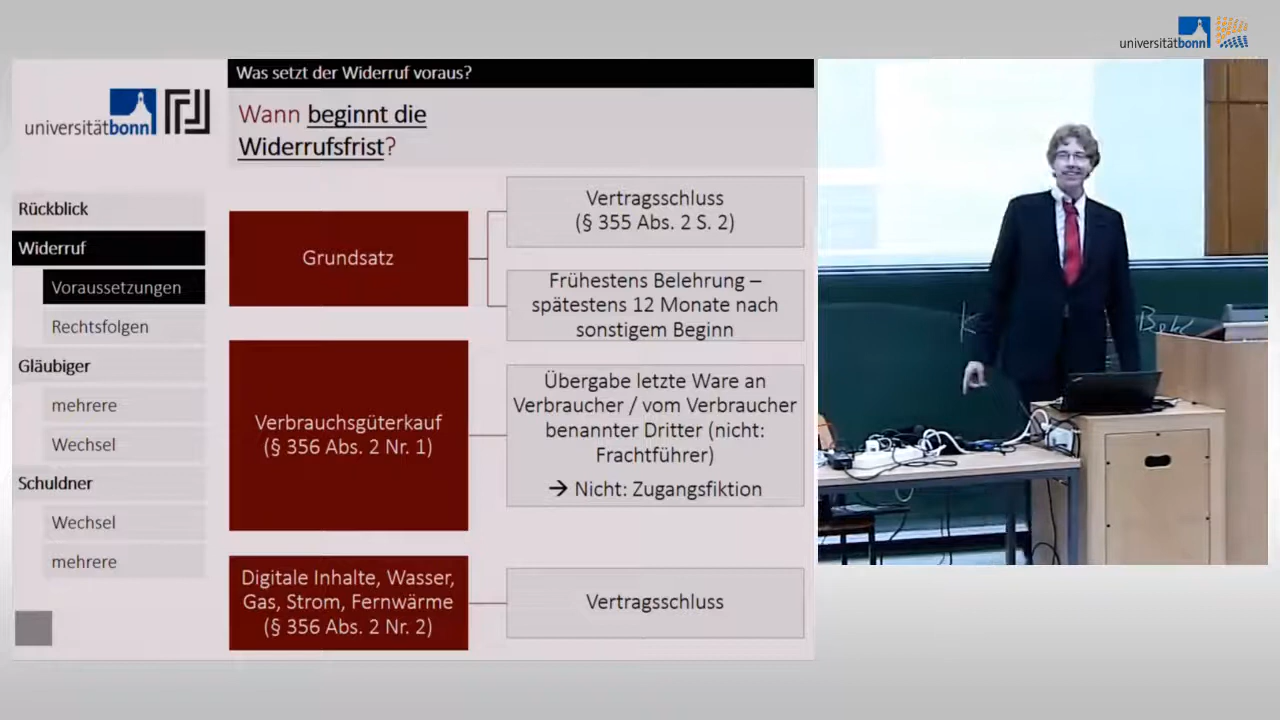 universitätbonn
Was setzt der Widerruf voraus?
universitätbonn
Wann beginnt die
Widerrufsfrist?
Rückblick
Widerruf
Voraussetzungen
Rechtsfolgen
Gläubiger
mehrere
Wechsel
Schuldner
Wechsel
mehrere
Grundsatz
Vertragsschluss
(§ 355 Abs. 2 S. 2)
Frühestens Belehrung –
spätestens 12 Monate nach
sonstigem Beginn
Verbrauchsgüterkauf
(§ 356 Abs. 2 Nr. 1)
Übergabe letzte Ware an
Verbraucher / vom Verbraucher
benannter Dritter (nicht:
Frachtführer)
→ Nicht: Zugangsfiktion
Digitale Inhalte, Wasser,
Gas, Strom, Fernwärme
(§ 356 Abs. 2 Nr. 2)
Vertragsschluss